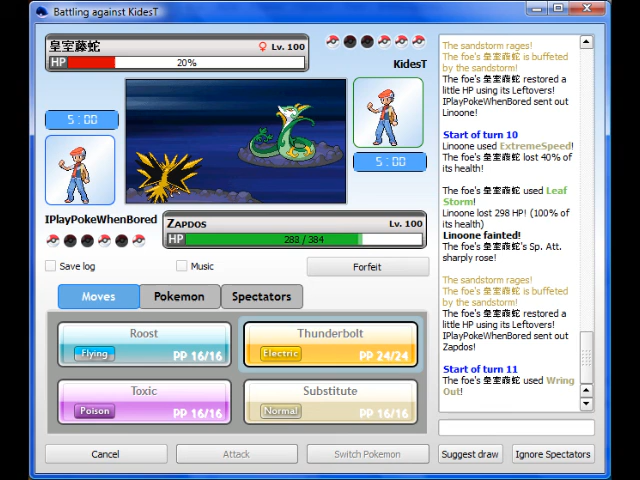 Battling against KidesT
皇室藤蛇
♀ Lv. 100
HP
20%
KidesT
5:00
5:00
IPlayPokeWhenBored
Zapdos
Lv. 100
HP
288 / 384
Save log
Music
Forfeit
Moves
Pokemon
Spectators
Roost
Flying
PP 16/16
Thunderbolt
Electric
PP 24/24
Toxic
Poison
PP 16/16
Substitute
Normal
PP 16/16
Cancel
Attack
Switch Pokemon
The sandstorm rages!
The foe's 皇室藤蛇 is buffeted
by the sandstorm!
The foe's 皇室藤蛇 restored a
little HP using its Leftovers!
IPlayPokeWhenBored sent out
Linoone!
Start of turn 10
Linoone used ExtremeSpeed!
The foe's 皇室藤蛇 lost 40% of
its health!
The foe's 皇室藤蛇 used Leaf
Storm!
Linoone lost 298 HP! (100% of
its health)
Linoone fainted!
The foe's 皇室藤蛇's Sp. Att.
sharply rose!
The sandstorm rages!
The foe's 皇室藤蛇 is buffeted
by the sandstorm!
The foe's 皇室藤蛇 restored a
little HP using its Leftovers!
IPlayPokeWhenBored sent out
Zapdos!
Start of turn 11
The foe's 皇室藤蛇 used Wring
Out!
Suggest draw
Ignore Spectators